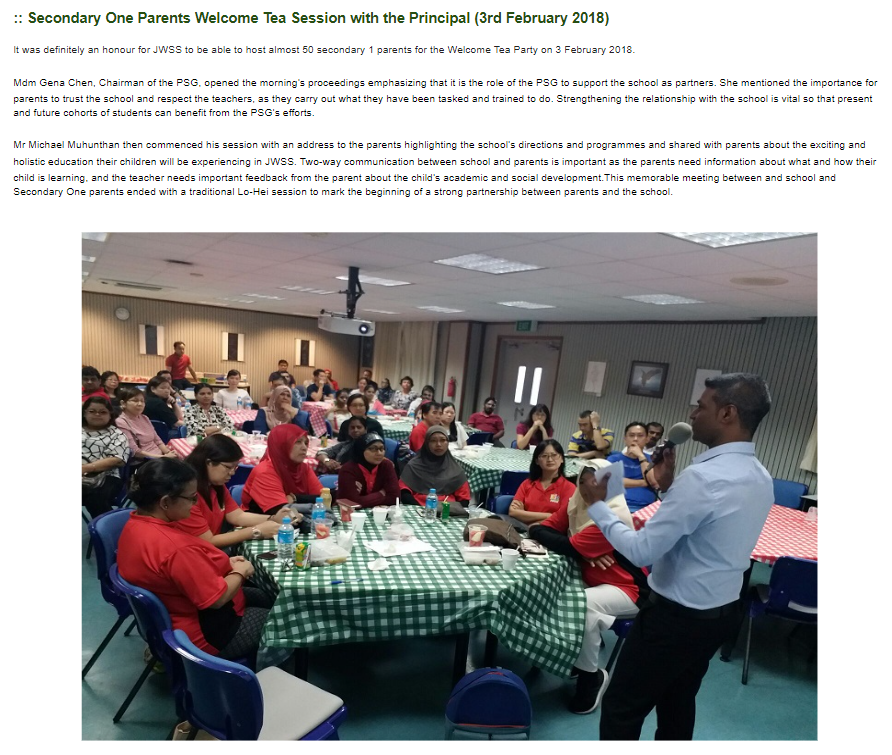 :: Secondary One Parents Welcome Tea Session with the Principal (3rd February 2018)
It was definitely an honour for JWSS to be able to host almost 50 secondary 1 parents for the Welcome Tea Party on 3 February 2018.
Mdm Gena Chen, Chairman of the PSG, opened the morning's proceedings emphasizing that it is the role of the PSG to support the school as partners. She mentioned the importance for
parents to trust the school and respect the teachers, as they carry out what they have been tasked and trained to do. Strengthening the relationship with the school is vital so that present
and future cohorts of students can benefit from the PSG's efforts.
Mr Michael Muhunthan then commenced his session with an address to the parents highlighting the school's directions and programmes and shared with parents about the exciting and
holistic education their children will be experiencing in JWSS. Two-way communication between school and parents is important as the parents need information about what and how their
child is learning, and the teacher needs important feedback from the parent about the child's academic and social development.This memorable meeting between and school and
Secondary One parents ended with a traditional Lo-Hei session to mark the beginning of a strong partnership between parents and the school.